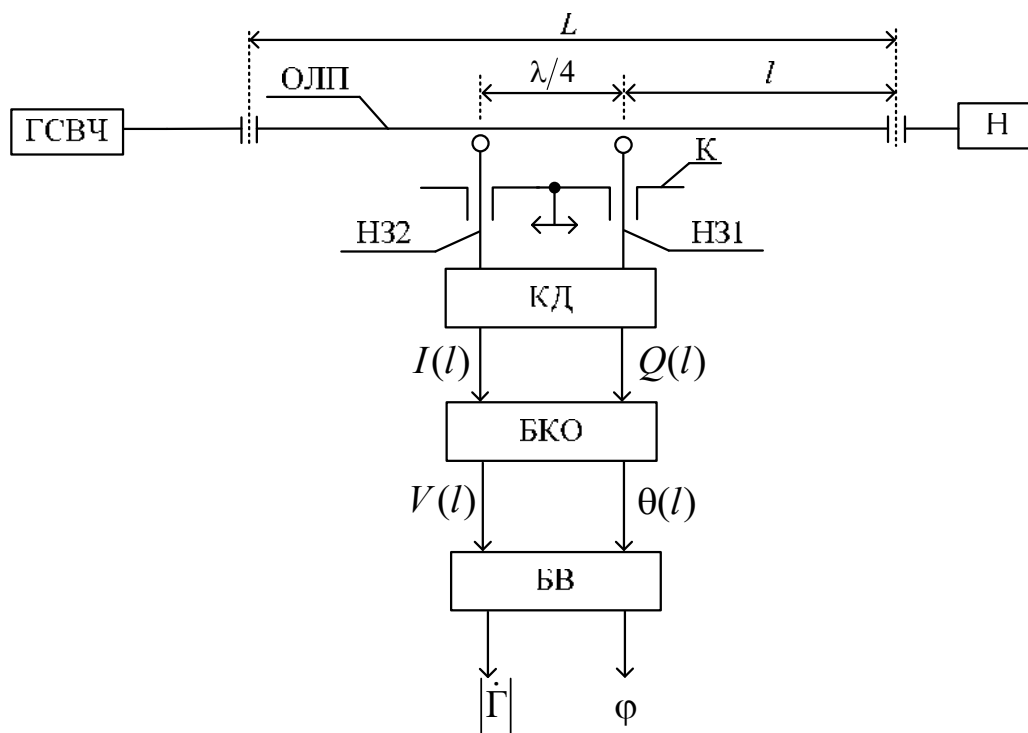 L
λ/4
l
ОЛП
ГСВЧ
Н
К
НЗ2
НЗ1
КД
I(l)
Q(l)
БКО
V(l)
θ(l)
БВ
|Γ̇|
φ